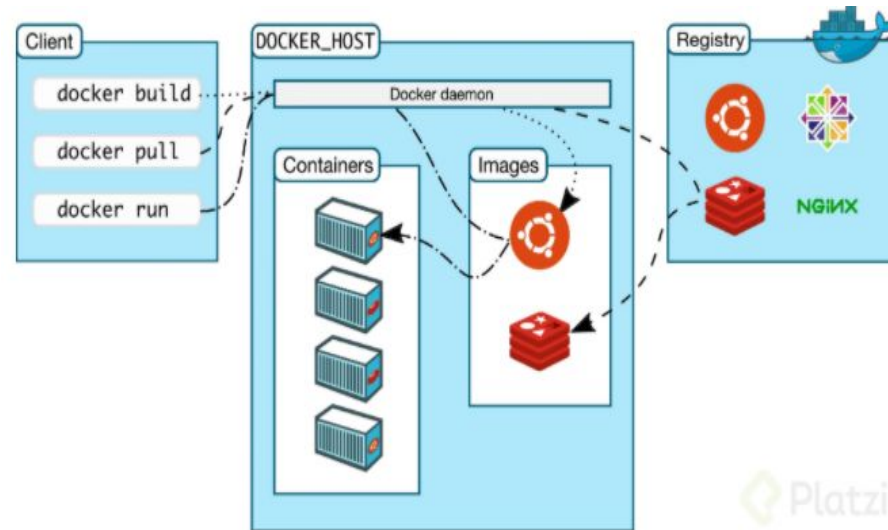 Client
docker build
docker pull
docker run
DOCKER_HOST
Docker daemon
Containers
Images
Registry
NGiNX
Platzi